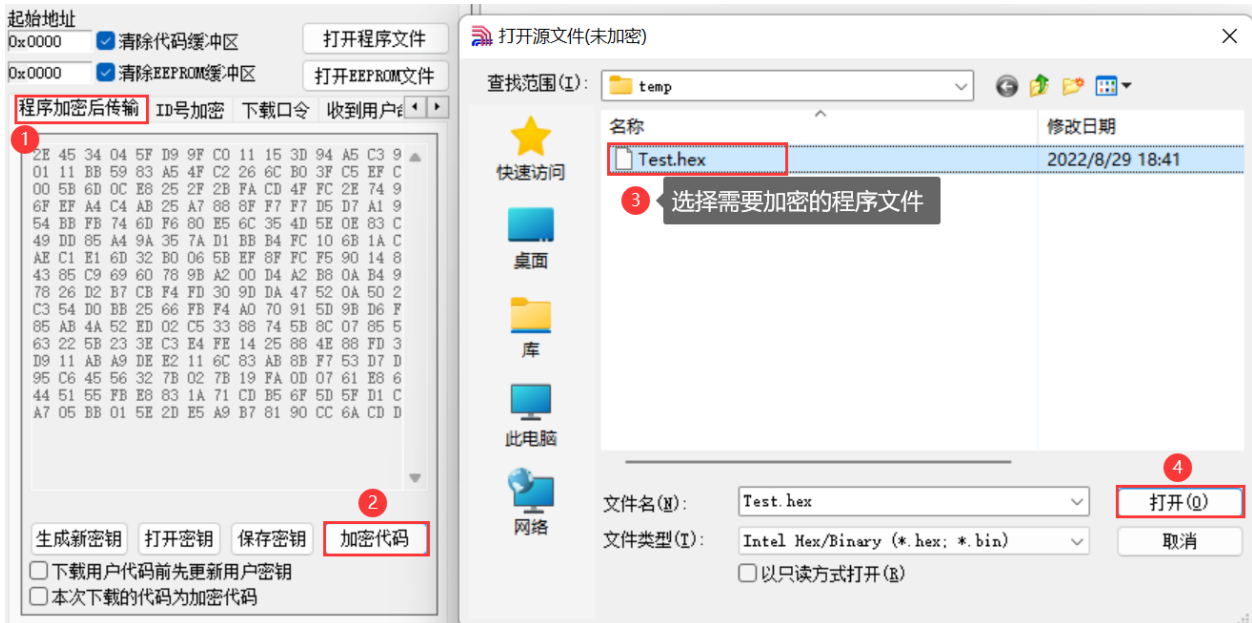 起始地址
0x0000 清除代码缓冲区 打开程序文件
0x0000 清除EEPROM缓冲区 打开EEPROM文件
程序加密后传输 ID号加密 下载口令 收到用户
1
2E 45 34 04 5F D9 9F C0 11 15 3D 94 A5 C3 9
01 11 BB 59 83 A5 4F C2 26 6C B0 3F C5 EF C
00 5B 6D 0C E8 25 2F 2B FA CD 4F FC 2E 74 9
6F EF A4 C4 AB 25 A7 88 8F F7 F7 D5 D7 A1 9
54 BB FB 74 6D F6 80 E5 6C 35 4D 5E 0E 83 C
49 DD 85 A4 9A 35 7A D1 BB B4 FC 10 6B 1A C
AE C1 E1 6D 32 B0 06 5B EF 8F FC F5 90 14 8
43 85 C9 69 60 78 9B A2 00 D4 A2 B8 0A B4 9
78 26 D2 B7 CB F4 FD 30 9D DA 47 52 0A 50 2
C3 54 D0 BB 25 66 FB F4 A0 70 91 5D 9B D6 F
85 AB 4A 52 ED 02 C5 33 88 74 5B 8C 07 85 5
63 22 5B 23 3E C3 E4 FE 14 25 88 4E 88 FD 3
D9 11 AB A9 DE E2 11 6C 83 AB 8B F7 53 D7 D
95 C6 45 56 32 7B 02 7B 19 FA 0D 07 61 E8 6
44 51 55 FB E8 83 1A 71 CD B5 6F 5D 5F D1 C
A7 05 BB 01 5E 2D E5 A9 B7 81 90 CC 6A CD D
2
生成新密钥 打开密钥 保存密钥 加密代码
下载用户代码前先更新用户密钥
本次下载的代码为加密代码
打开源文件(未加密)
查找范围(I): temp
名称 修改日期
Test.hex 2022/8/29 18:41
3 选择需要加密的程序文件
快速访问
桌面
库
此电脑
网络
4
文件名(N): Test.hex 打开(O)
文件类型(T): Intel Hex/Binary (*.hex; *.bin) 取消
以只读方式打开(R)